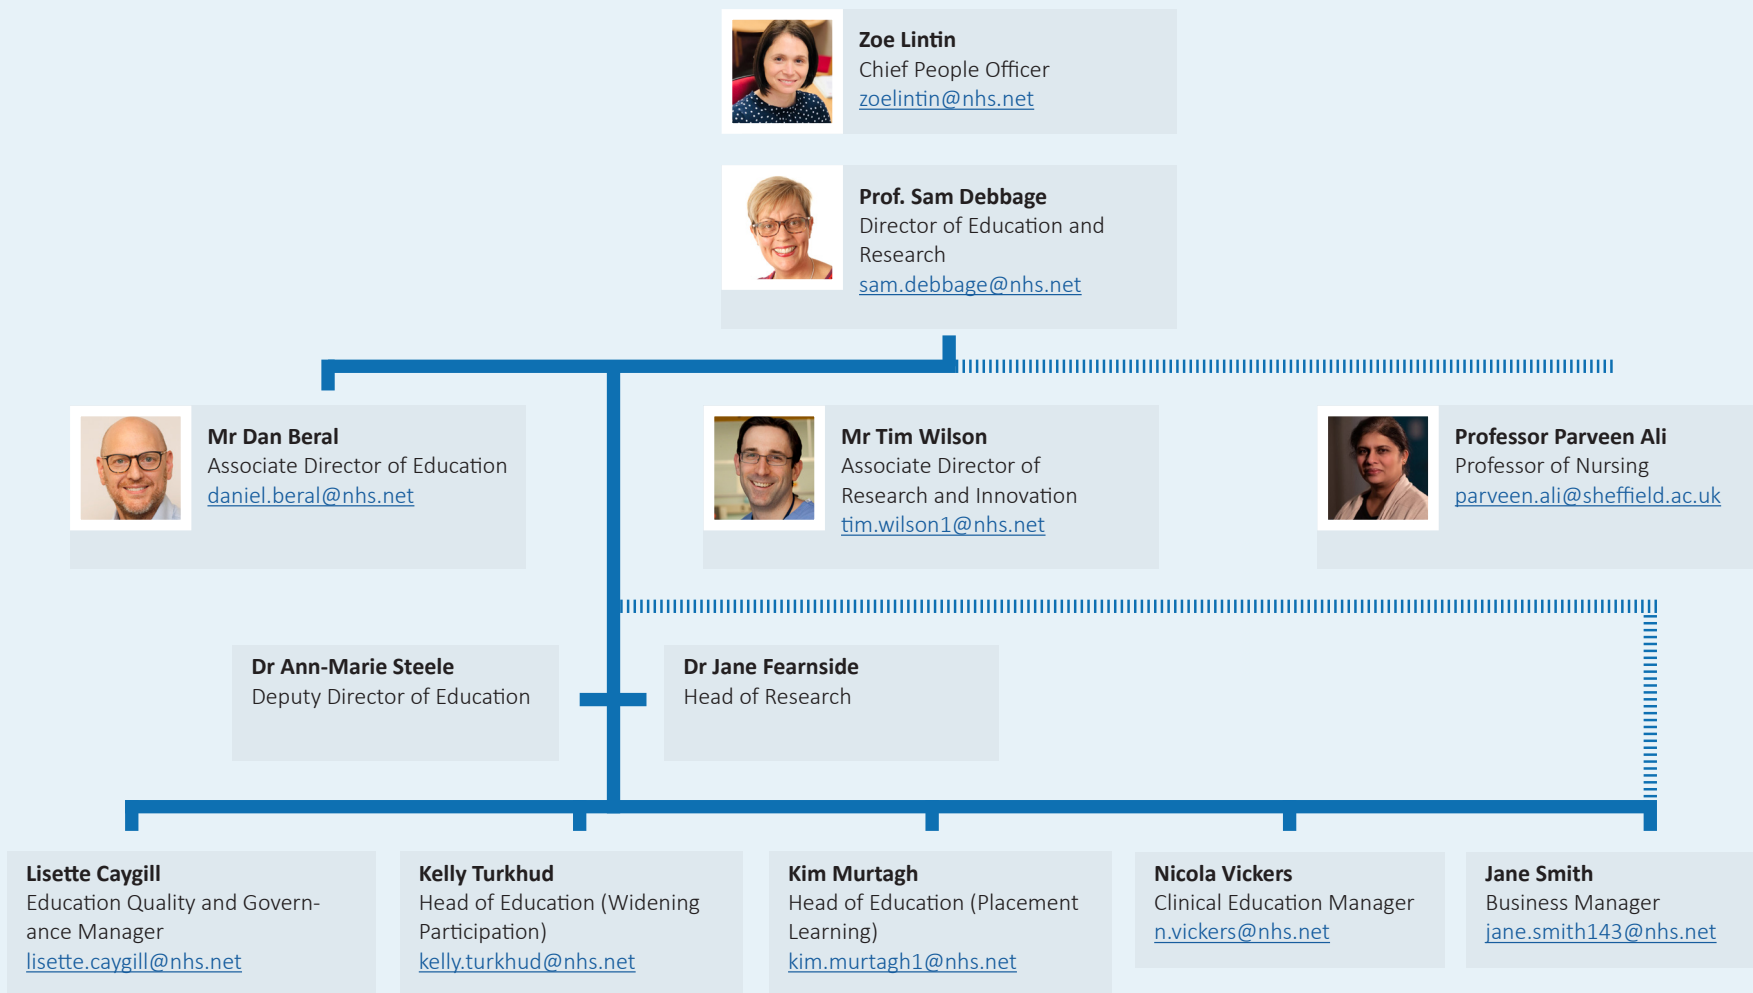 Zoe Lintin
Chief People Officer
zoelintin@nhs.net
Prof. Sam Debbage
Director of Education and
Research
sam.debbage@nhs.net
Mr Dan Beral
Associate Director of Education
daniel.beral@nhs.net
Mr Tim Wilson
Associate Director of
Research and Innovation
tim.wilson1@nhs.net
Professor Parveen Ali
Professor of Nursing
parveen.ali@sheffield.ac.uk
Dr Ann-Marie Steele
Deputy Director of Education
Dr Jane Fearnside
Head of Research
Lisette Caygill
Education Quality and Govern-
ance Manager
lisette.caygill@nhs.net
Kelly Turkhud
Head of Education (Widening
Participation)
kelly.turkhud@nhs.net
Kim Murtagh
Head of Education (Placement
Learning)
kim.murtagh1@nhs.net
Nicola Vickers
Clinical Education Manager
n.vickers@nhs.net
Jane Smith
Business Manager
jane.smith143@nhs.net